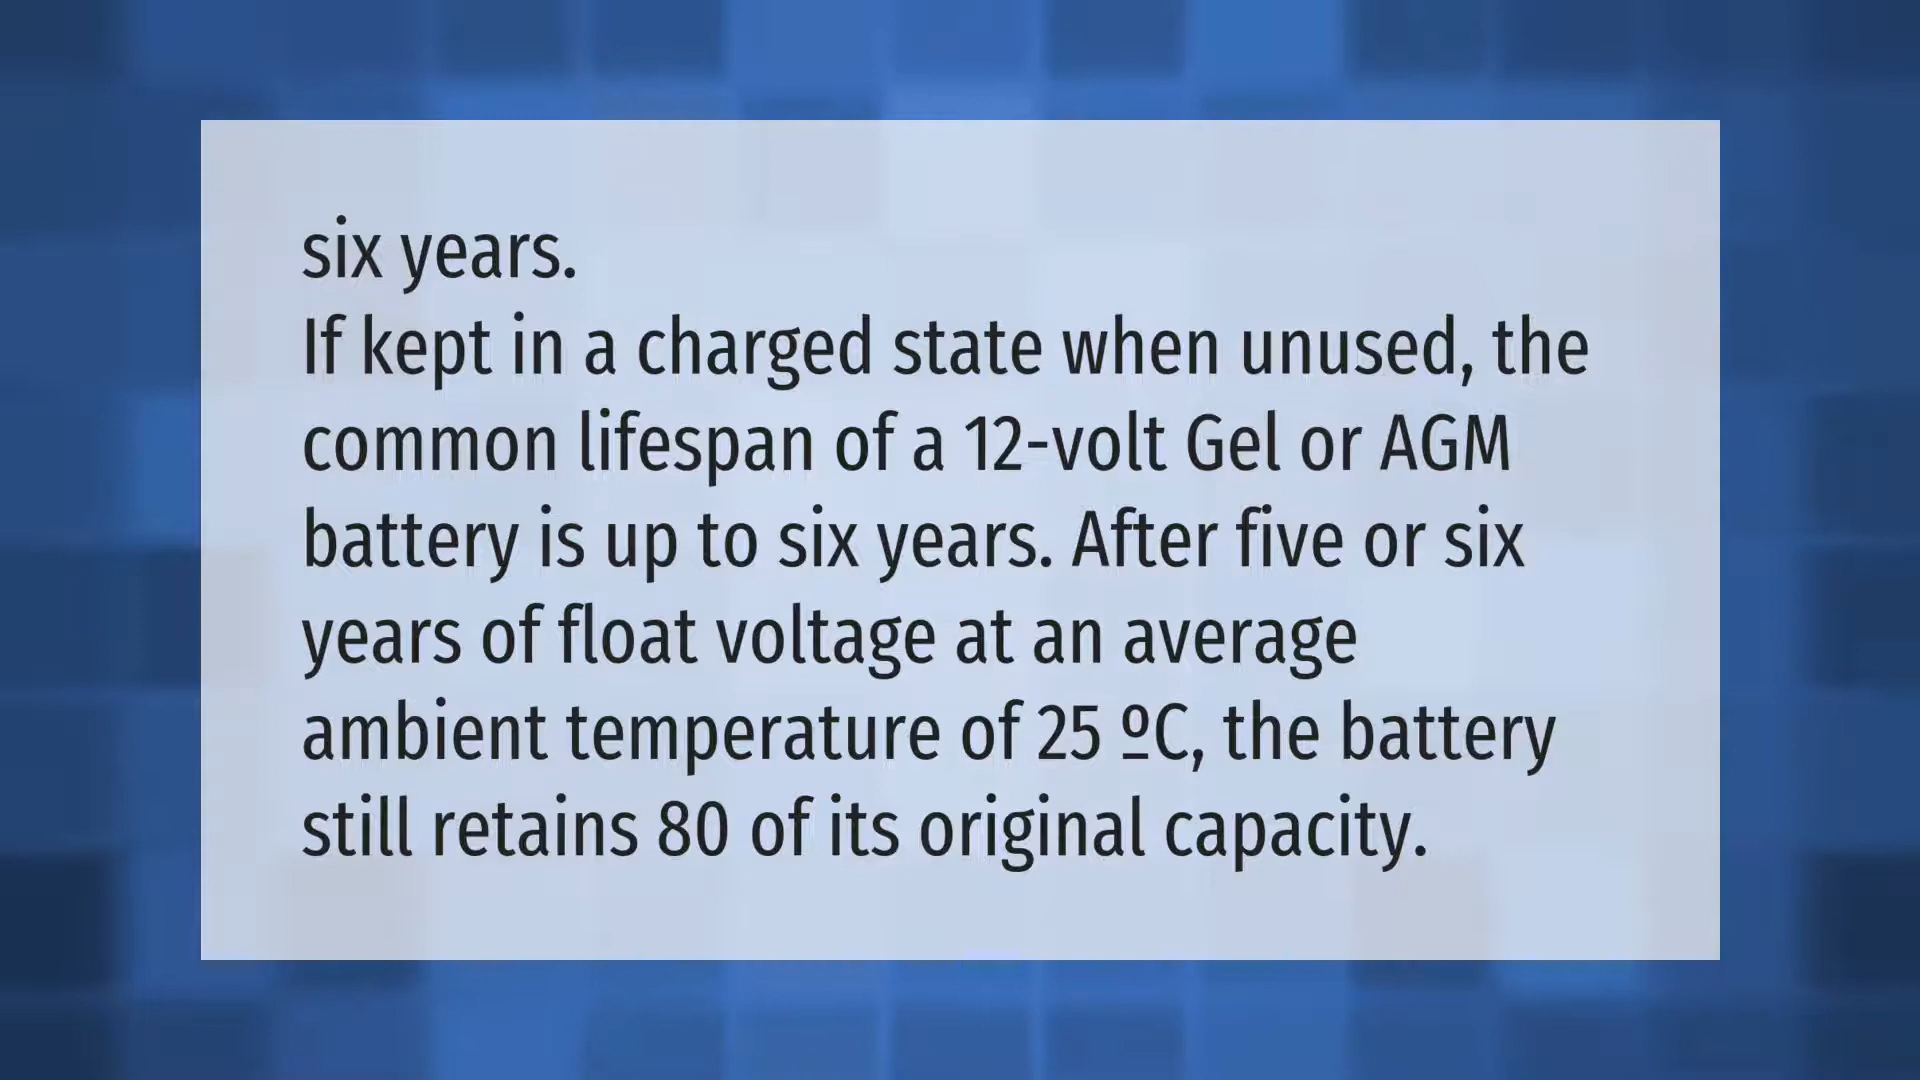 six years.
If kept in a charged state when unused, the
common lifespan of a 12-volt Gel or AGM
battery is up to six years. After five or six
years of float voltage at an average
ambient temperature of 25 ºC, the battery
still retains 80 of its original capacity.